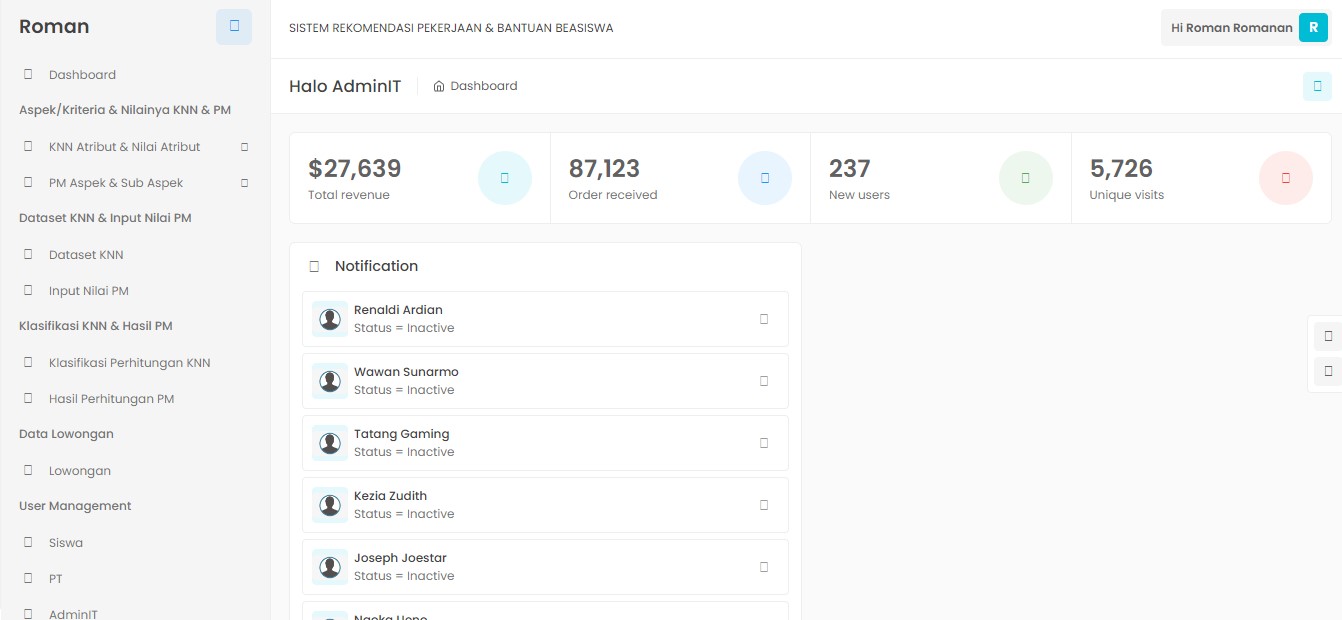 Roman
Dashboard
Aspek/Kriteria & Nilainya KNN & PM
KNN Atribut & Nilai Atribut
PM Aspek & Sub Aspek
Dataset KNN & Input Nilai PM
Dataset KNN
Input Nilai PM
Klasifikasi KNN & Hasil PM
Klasifikasi Perhitungan KNN
Hasil Perhitungan PM
Data Lowongan
Lowongan
User Management
Siswa
PT
AdminIT
SISTEM REKOMENDASI PEKERJAAN & BANTUAN BEASISWA
Hi Roman Romanan R
Halo AdminIT Dashboard
$27,639
Total revenue
87,123
Order received
237
New users
5,726
Unique visits
Notification
Renaldi Ardian
Status = Inactive
Wawan Sunarmo
Status = Inactive
Tatang Gaming
Status = Inactive
Kezia Zudith
Status = Inactive
Joseph Joestar
Status = Inactive